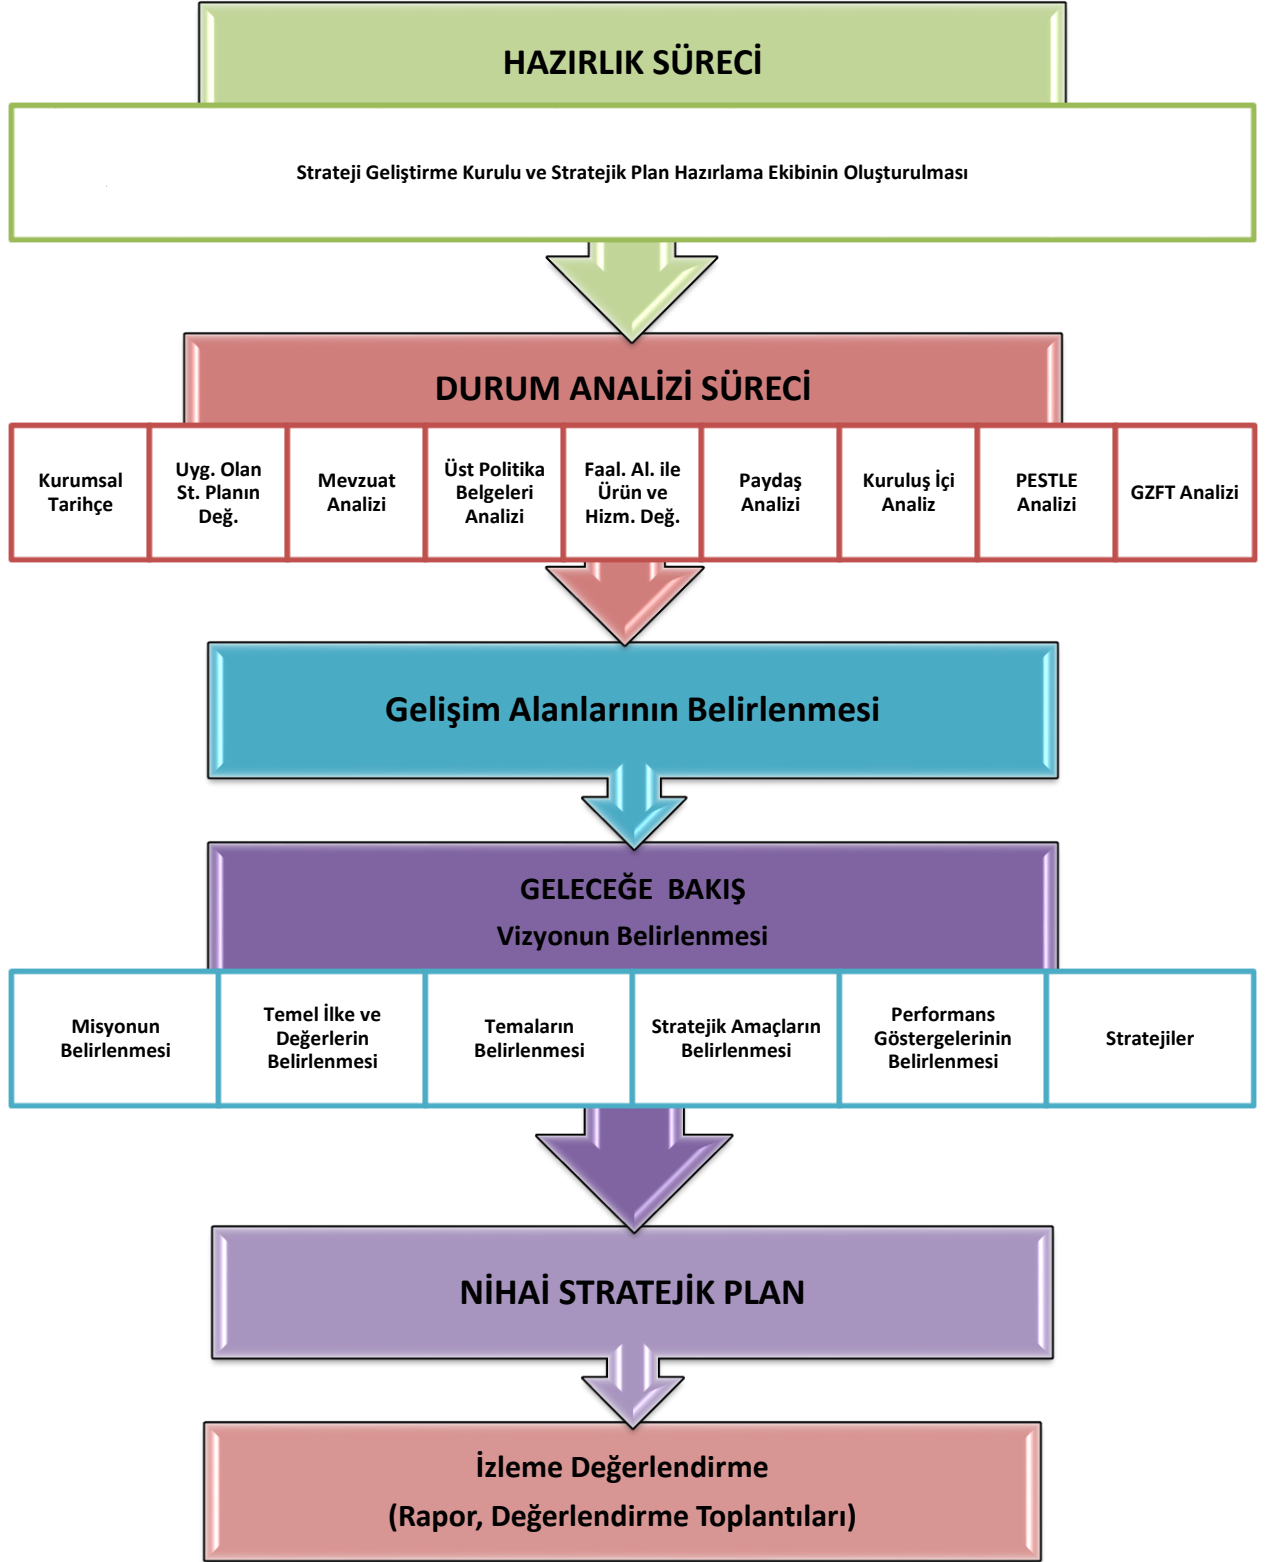 HAZIRLIK SÜRECİ
Strateji Geliştirme Kurulu ve Stratejik Plan Hazırlama Ekibinin Oluşturulması
DURUM ANALİZİ SÜRECİ
Kurumsal
Tarihçe
Uyg. Olan
St. Planın
Değ.
Mevzuat
Analizi
Üst Politika
Belgeleri
Analizi
Faal. Al. ile
Ürün ve
Hizm. Değ.
Paydaş
Analizi
Kuruluş İçi
Analiz
PESTLE
Analizi
GZFT Analizi
Gelişim Alanlarının Belirlenmesi
GELECEĞE BAKIŞ
Vizyonun Belirlenmesi
Misyonun
Belirlenmesi
Temel İlke ve
Değerlerin
Belirlenmesi
Temaların
Belirlenmesi
Stratejik Amaçların
Belirlenmesi
Performans
Göstergelerinin
Belirlenmesi
Stratejiler
NİHAİ STRATEJİK PLAN
İzleme Değerlendirme
(Rapor, Değerlendirme Toplantıları)